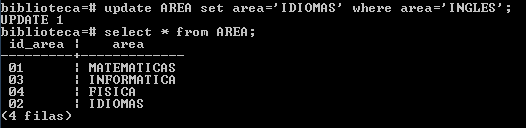 biblioteca=# update AREA set area='IDIOMAS' where area='INGLES';
UPDATE 1
biblioteca=# select * from AREA;
 id_area ¦    area
---------+-------------
 01      ¦ MATEMATICAS
 03      ¦ INFORMATICA
 04      ¦ FISICA
 02      ¦ IDIOMAS
(4 filas)